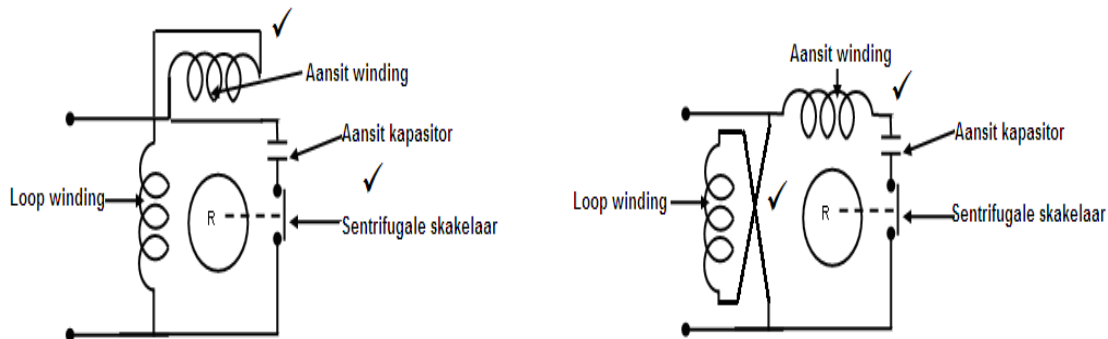 Aansit winding
Aansit kapasitor
Loop winding
R
Sentrifugale skakelaar
Aansit winding
Aansit kapasitor
Loop winding
R
Sentrifugale skakelaar